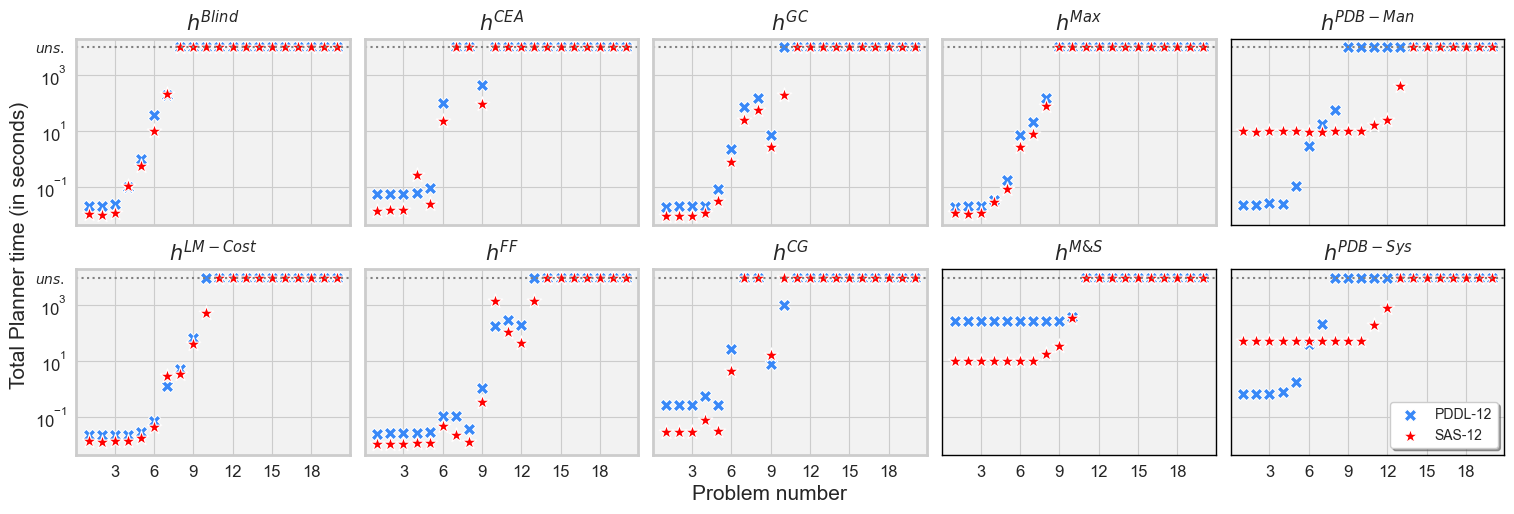 h^{Blind} h^{CEA} h^{GC} h^{Max} h^{PDB-Man}
uns.
10^3
10^1
10^{-1}
h^{LM-Cost} h^{FF} h^{CG} h^{M&S} h^{PDB-Sys}
uns.
10^3
10^1
10^{-1}
Total Planner time (in seconds)
PDDL-12
SAS-12
3 6 9 12 15 18 3 6 9 12 15 18 3 6 9 12 15 18 3 6 9 12 15 18 3 6 9 12 15 18
Problem number